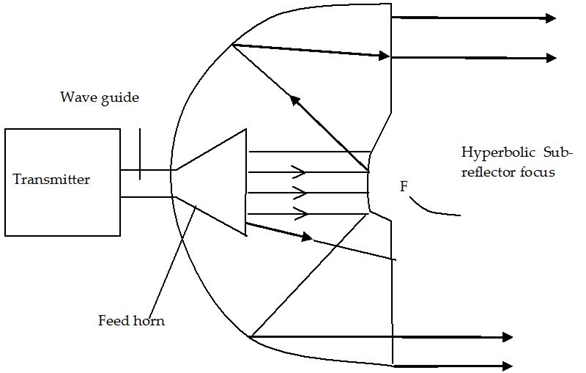 Wave guide
Transmitter
Hyperbolic Sub-
reflector focus
F
Feed horn